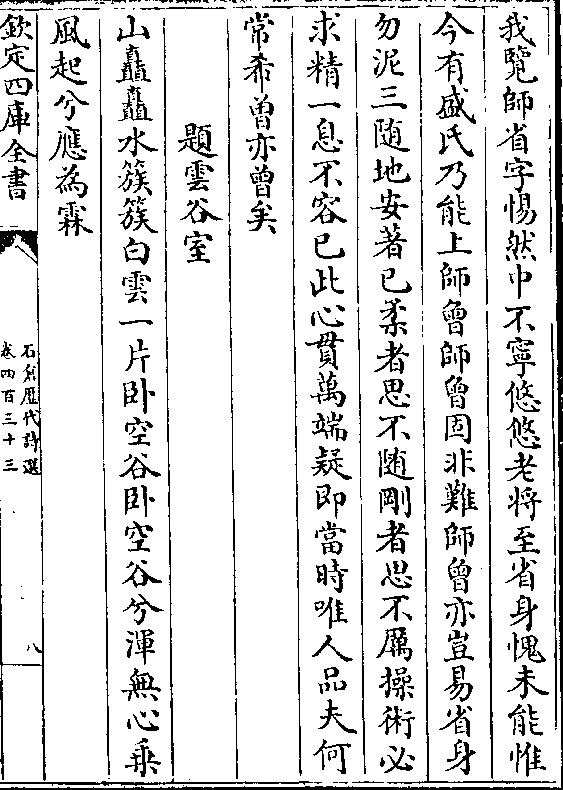 我覽師省字惕然中不寧悠悠老將至省身愧未能惟
今有盛氏乃能上師曾師曾固非難師曾亦豈易省身
勿泥三随地安著已柔者思不随剛者思不厲操術必
求精一息不容已此心貫萬端疑即當時唯人品夫何
常希曾亦曾矣
題雲谷室
山矗矗水簇簇白雲一片卧空谷卧空谷兮渾無心乗
風起兮應為霖
欽定四庫全書
石倉歷代詩選
卷四百三十三
八